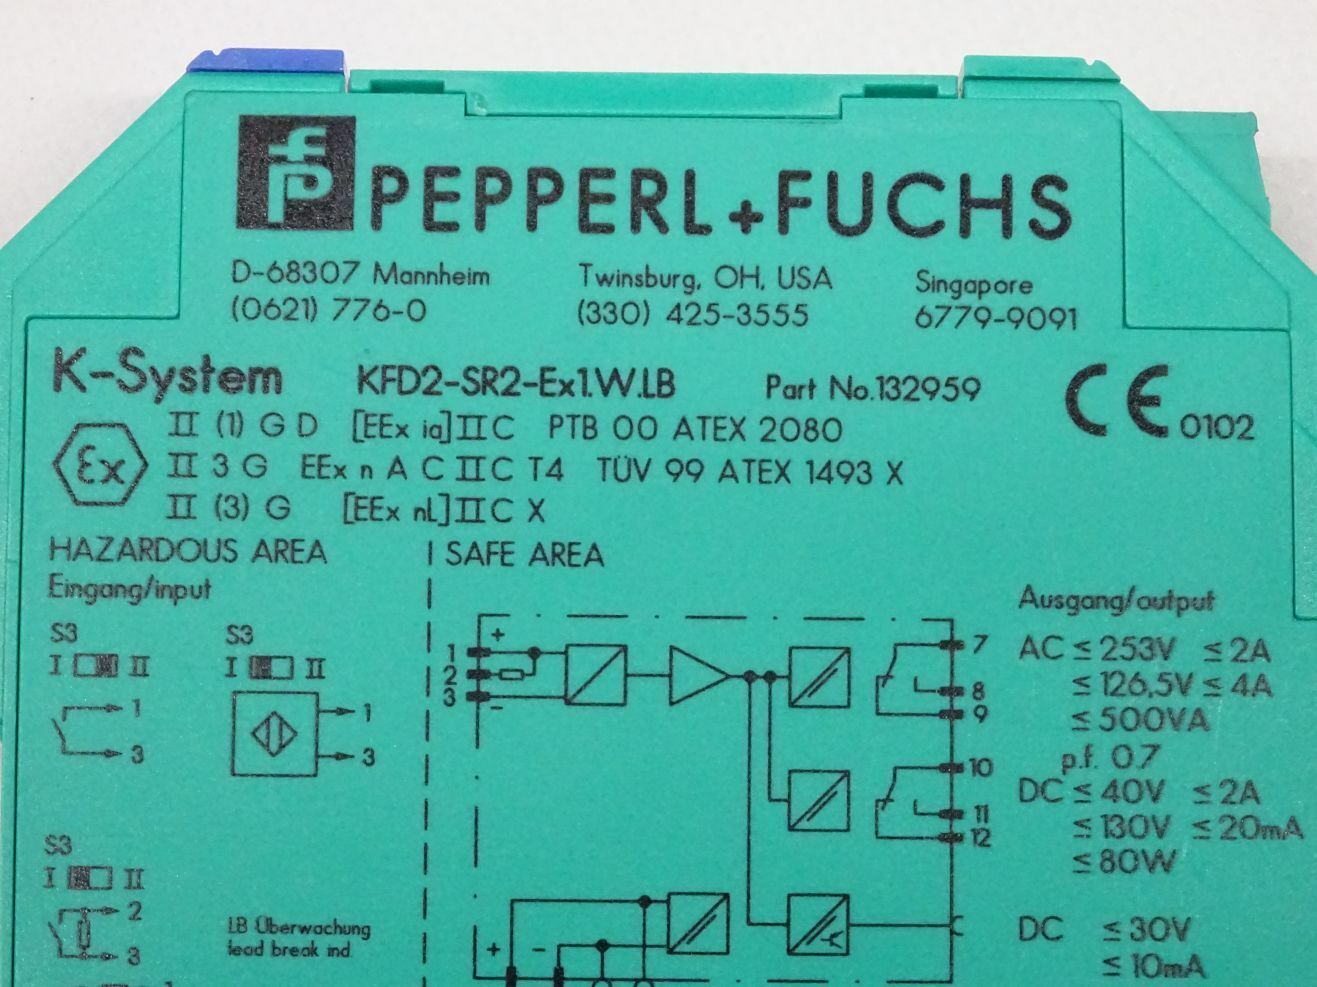 PEPPERL+FUCHS
D-68307 Mannheim
(0621) 776-0
Twinsburg, OH, USA
(330) 425-3555
Singapore
6779-9091
K-System KFD2-SR2-Ex1.W.LB Part No.132959
CE 0102
Ex
II (1) G D [EEx ia] II C PTB 00 ATEX 2080
II 3 G EEx n A C II C T4 TÜV 99 ATEX 1493 X
II (3) G [EEx nL] II C X
HAZARDOUS AREA
SAFE AREA
Eingang/input
S3
I II
1
3
S3
I II
1
3
S3
I II
2
3
LB Überwachung
lead break ind.
+
1
2
3
-
+ -
7
8
9
10
11
12
Ausgang/output
AC ≤ 253V ≤ 2A
≤ 126,5V ≤ 4A
≤ 500VA
p.f. 0.7
DC ≤ 40V ≤ 2A
≤ 130V ≤ 20mA
≤ 80W
DC ≤ 30V
≤ 10mA